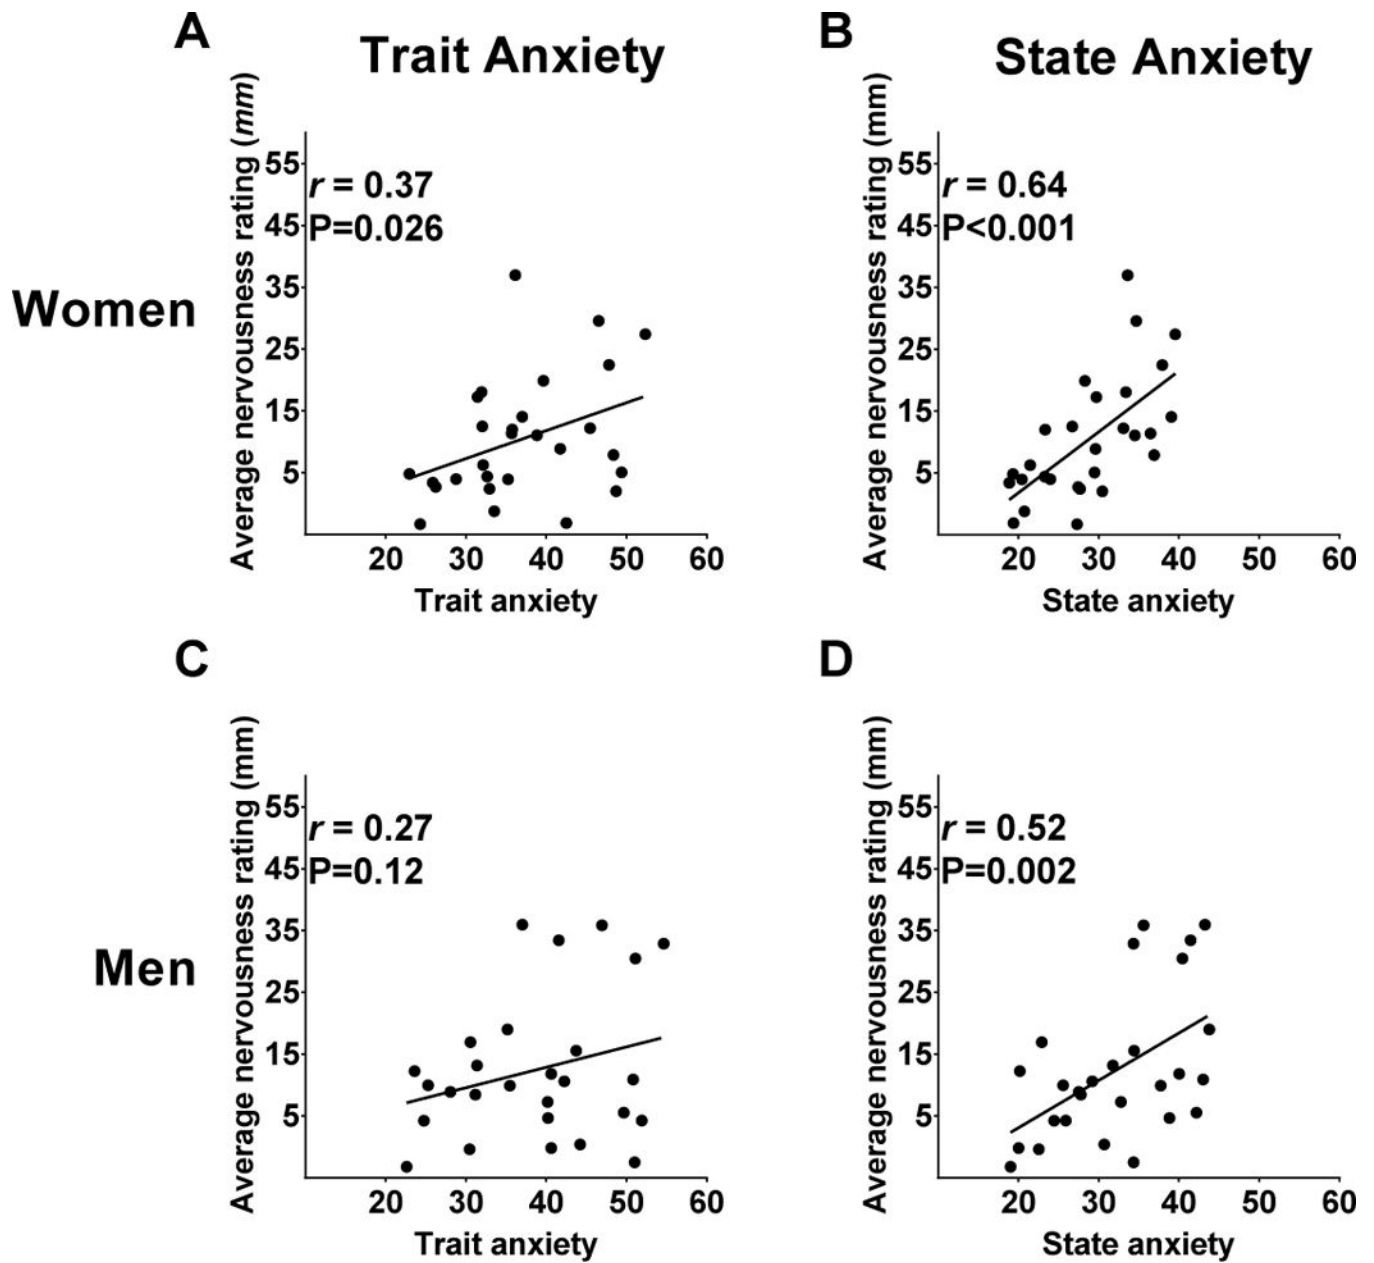 A
Trait Anxiety
B
State Anxiety
Women
Average nervousness rating (mm)
55
45
35
25
15
5
r = 0.37
P=0.026
20 30 40 50 60
Trait anxiety
Average nervousness rating (mm)
55
45
35
25
15
5
r = 0.64
P<0.001
20 30 40 50 60
State anxiety
C
D
Men
Average nervousness rating (mm)
55
45
35
25
15
5
r = 0.27
P=0.12
20 30 40 50 60
Trait anxiety
Average nervousness rating (mm)
55
45
35
25
15
5
r = 0.52
P=0.002
20 30 40 50 60
State anxiety